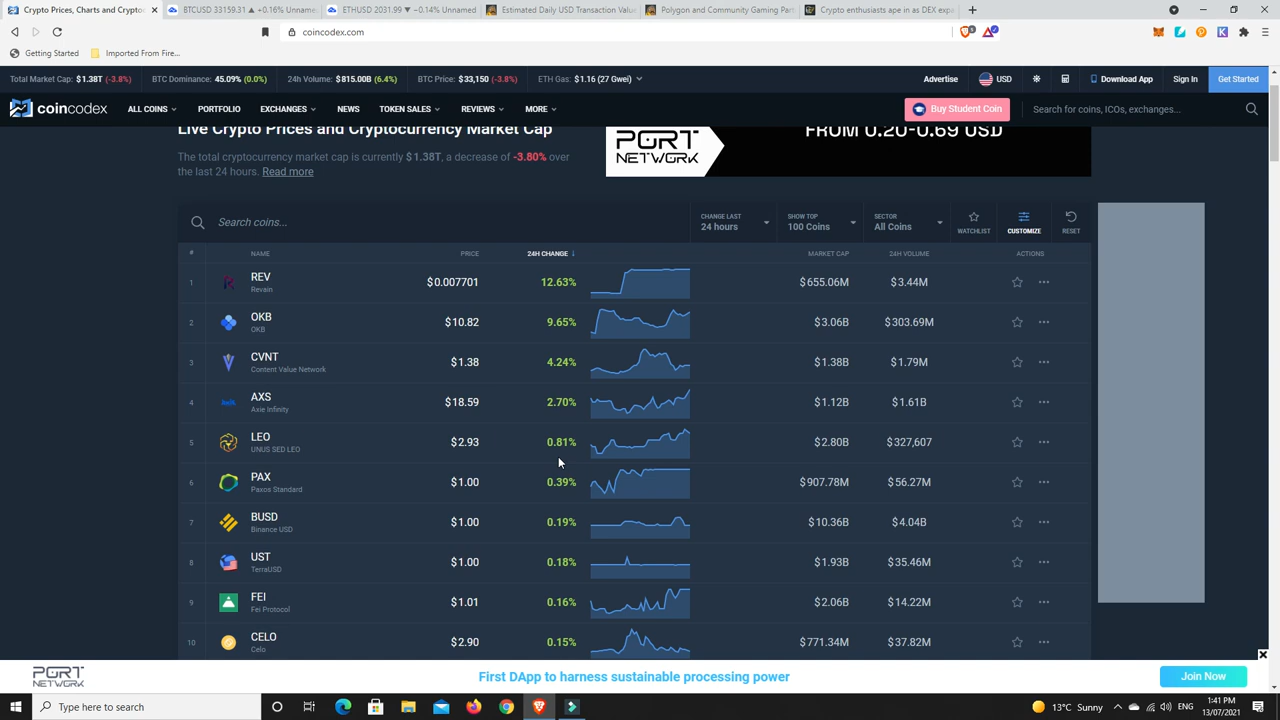 Crypto Prices, Charts and Crypto
BTCUSD 33159.31 ▲ +0.16% Unname
ETHUSD 2031.99 ▼ −0.14% Unnamed
Estimated Daily USD Transaction Valu
Polygon and Community Gaming Part
Crypto enthusiasts ape in as DEX expa
coincodex.com
Getting Started
Imported From Fire...
Total Market Cap: $1.38T (-3.8%)
BTC Dominance: 45.09% (0.0%)
24h Volume: $815.00B (6.4%)
BTC Price: $33,150 (-3.8%)
ETH Gas: $1.16 (27 Gwei)
Advertise
USD
Download App
Sign In
Get Started
coincodex
ALL COINS
PORTFOLIO
EXCHANGES
NEWS
TOKEN SALES
REVIEWS
MORE
Buy Student Coin
Search for coins, ICOs, exchanges...
Live Crypto Prices and Cryptocurrency Market Cap
The total cryptocurrency market cap is currently $1.38T, a decrease of -3.80% over
the last 24 hours. Read more
PORT
NETWORK
FROM 0.20-0.69 USD
Search coins...
CHANGE LAST
24 hours
SHOW TOP
100 Coins
SECTOR
All Coins
WATCHLIST
CUSTOMIZE
RESET
# NAME PRICE 24H CHANGE ↓ MARKET CAP 24H VOLUME ACTIONS
1 REV $0.007701 12.63% $655.06M $3.44M
Revain
2 OKB $10.82 9.65% $3.06B $303.69M
OKB
3 CVNT $1.38 4.24% $1.38B $1.79M
Content Value Network
4 AXS $18.59 2.70% $1.12B $1.61B
Axie Infinity
5 LEO $2.93 0.81% $2.80B $327,607
UNUS SED LEO
6 PAX $1.00 0.39% $907.78M $56.27M
Paxos Standard
7 BUSD $1.00 0.19% $10.36B $4.04B
Binance USD
8 UST $1.00 0.18% $1.93B $35.46M
TerraUSD
9 FEI $1.01 0.16% $2.06B $14.22M
Fei Protocol
10 CELO $2.90 0.15% $771.34M $37.82M
Celo
PORT
NETWORK
First DApp to harness sustainable processing power
Join Now
Type here to search
13°C Sunny
ENG
1:41 PM
13/07/2021